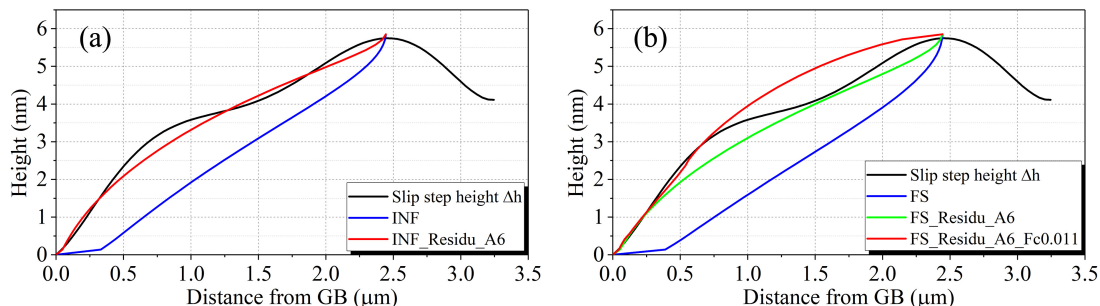 (a)
Height (nm)
6
5
4
3
2
1
0
0.0 0.5 1.0 1.5 2.0 2.5 3.0 3.5
Distance from GB (μm)
Slip step height Δh
INF
INF_Residu_A6
(b)
Height (nm)
6
5
4
3
2
1
0
0.0 0.5 1.0 1.5 2.0 2.5 3.0 3.5
Distance from GB (μm)
Slip step height Δh
FS
FS_Residu_A6
FS_Residu_A6_Fc0.011